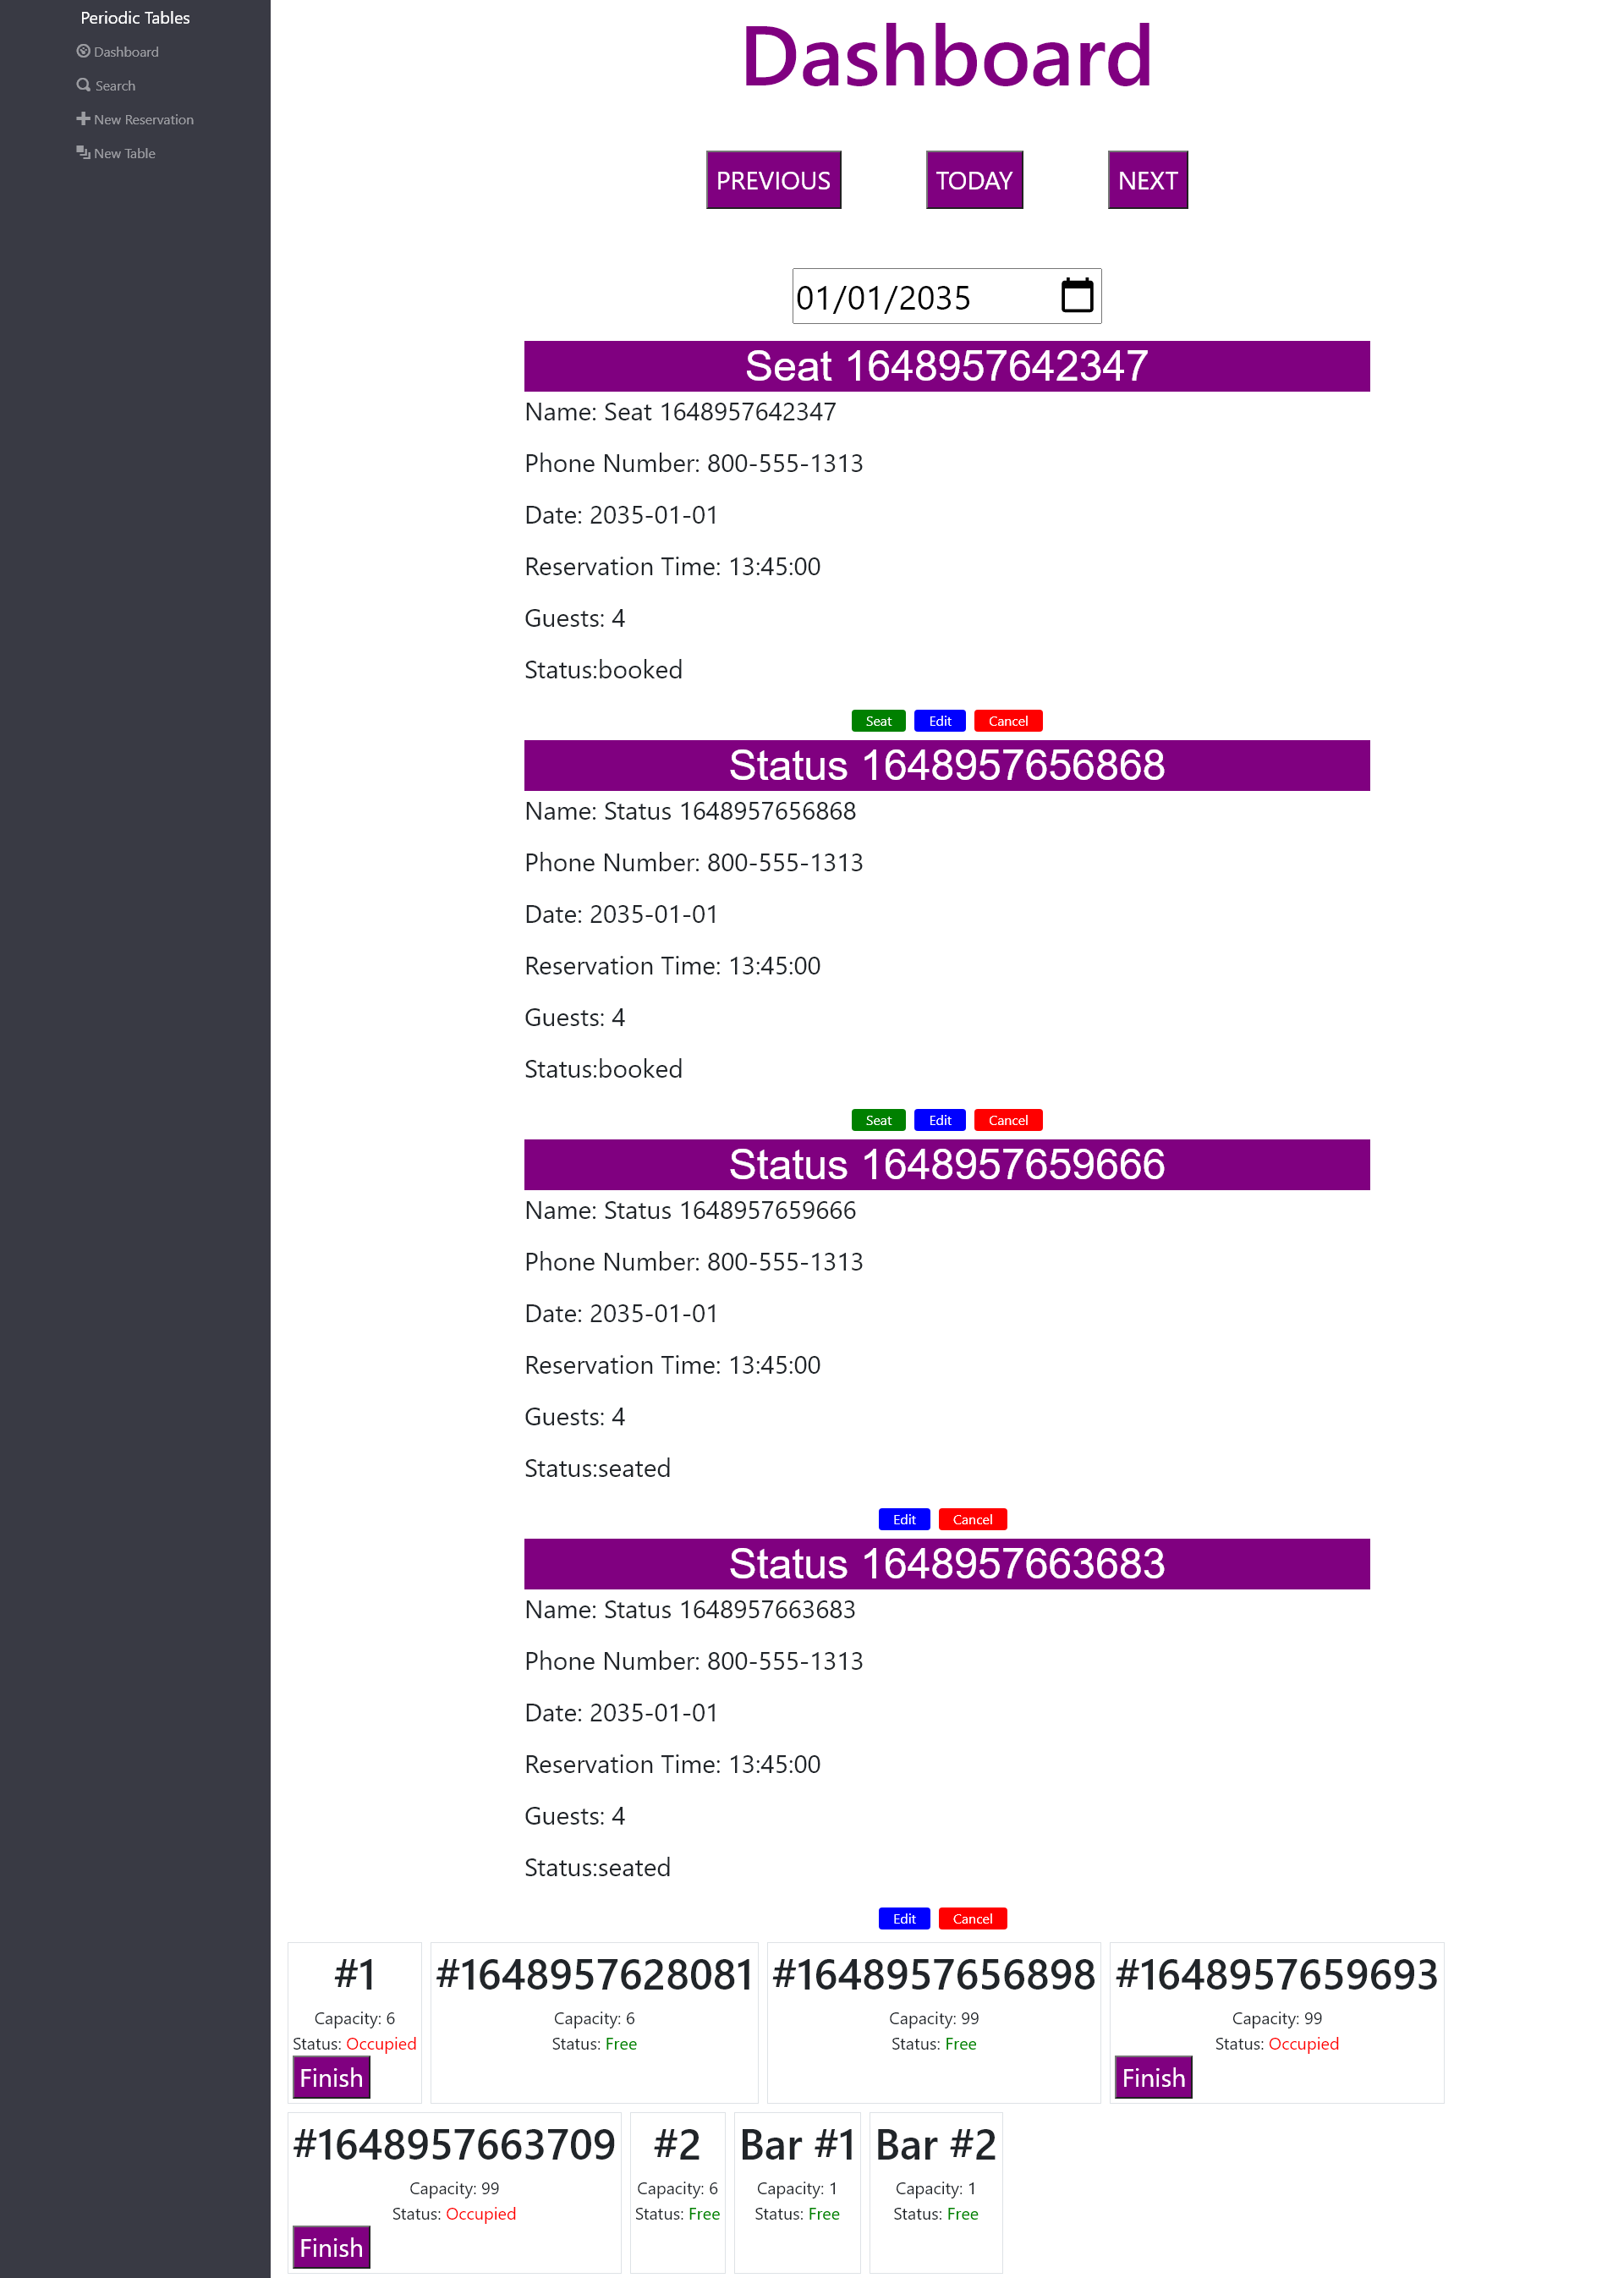 Periodic Tables
Dashboard
Search
New Reservation
New Table
Dashboard
PREVIOUS TODAY NEXT
01/01/2035
Seat 1648957642347
Name: Seat 1648957642347
Phone Number: 800-555-1313
Date: 2035-01-01
Reservation Time: 13:45:00
Guests: 4
Status:booked
Seat Edit Cancel
Status 1648957656868
Name: Status 1648957656868
Phone Number: 800-555-1313
Date: 2035-01-01
Reservation Time: 13:45:00
Guests: 4
Status:booked
Seat Edit Cancel
Status 1648957659666
Name: Status 1648957659666
Phone Number: 800-555-1313
Date: 2035-01-01
Reservation Time: 13:45:00
Guests: 4
Status:seated
Edit Cancel
Status 1648957663683
Name: Status 1648957663683
Phone Number: 800-555-1313
Date: 2035-01-01
Reservation Time: 13:45:00
Guests: 4
Status:seated
Edit Cancel
#1
Capacity: 6
Status: Occupied
Finish
#1648957628081
Capacity: 6
Status: Free
#1648957656898
Capacity: 99
Status: Free
#1648957659693
Capacity: 99
Status: Occupied
Finish
#1648957663709
Capacity: 99
Status: Occupied
Finish
#2
Capacity: 6
Status: Free
Bar #1
Capacity: 1
Status: Free
Bar #2
Capacity: 1
Status: Free